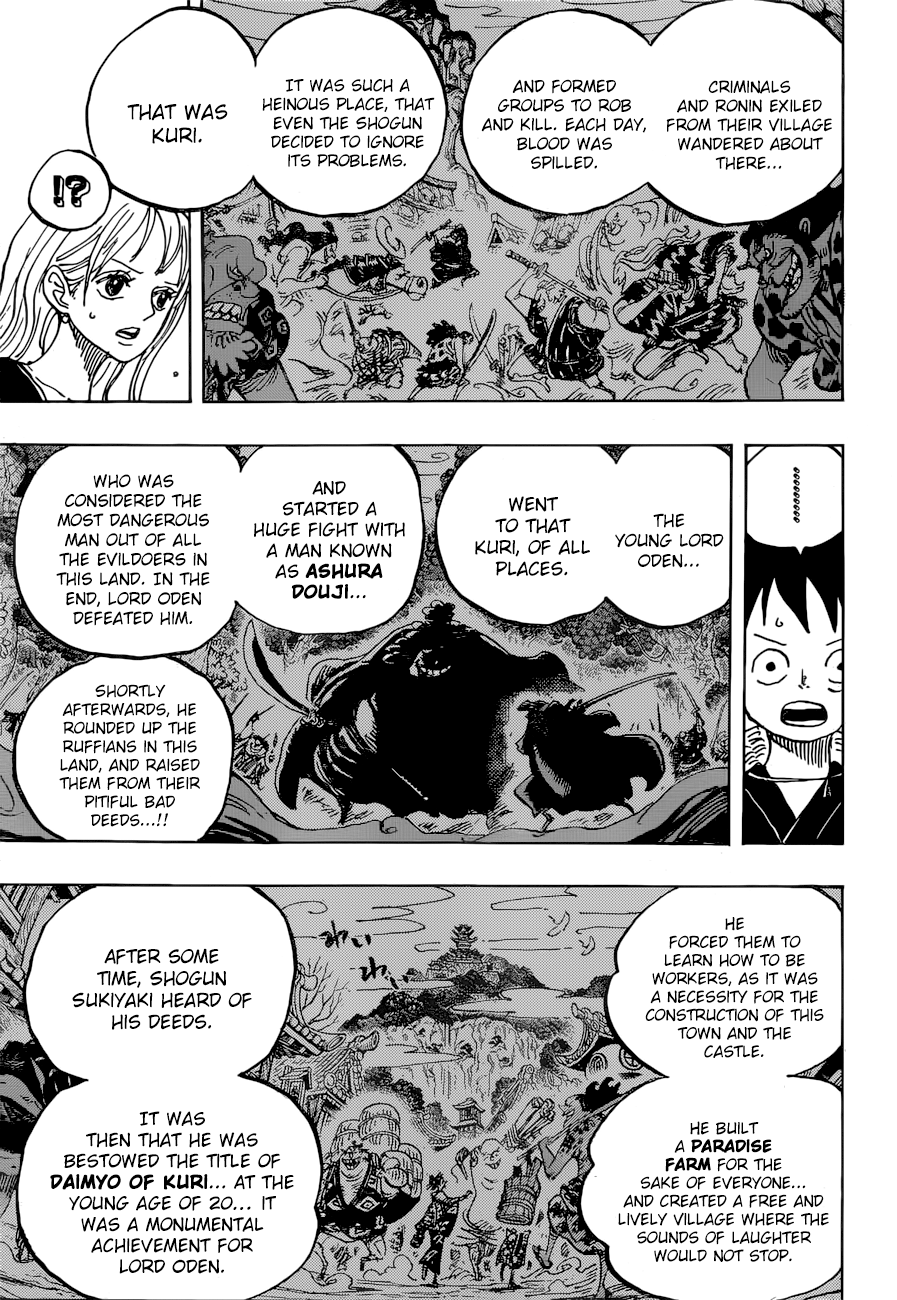 CRIMINALS
AND RONIN EXILED
FROM THEIR VILLAGE
WANDERED ABOUT
THERE...
AND FORMED
GROUPS TO ROB
AND KILL. EACH DAY,
BLOOD WAS
SPILLED.
IT WAS SUCH A
HEINOUS PLACE, THAT
EVEN THE SHOGUN
DECIDED TO IGNORE
ITS PROBLEMS.
THAT WAS
KURI.
!?
THE
YOUNG LORD
ODEN...
WENT
TO THAT
KURI, OF ALL
PLACES.
AND
STARTED A
HUGE FIGHT WITH
A MAN KNOWN
AS ASHURA
DOUJI...
WHO WAS
CONSIDERED THE
MOST DANGEROUS
MAN OUT OF ALL
THE EVILDOERS IN
THIS LAND. IN THE
END, LORD ODEN
DEFEATED HIM.
SHORTLY
AFTERWARDS, HE
ROUNDED UP THE
RUFFIANS IN THIS
LAND, AND RAISED
THEM FROM THEIR
PITIFUL BAD
DEEDS...!!
HE
FORCED THEM TO
LEARN HOW TO BE
WORKERS, AS IT WAS
A NECESSITY FOR THE
CONSTRUCTION OF THIS
TOWN AND THE
CASTLE.
HE BUILT
A PARADISE
FARM FOR THE
SAKE OF EVERYONE...
AND CREATED A FREE AND
LIVELY VILLAGE WHERE THE
SOUNDS OF LAUGHTER
WOULD NOT STOP.
わい
わい
AFTER SOME
TIME, SHOGUN
SUKIYAKI HEARD OF
HIS DEEDS.
IT WAS
THEN THAT HE WAS
BESTOWED THE TITLE OF
DAIMYO OF KURI... AT THE
YOUNG AGE OF 20... IT
WAS A MONUMENTAL
ACHIEVEMENT FOR
LORD ODEN.